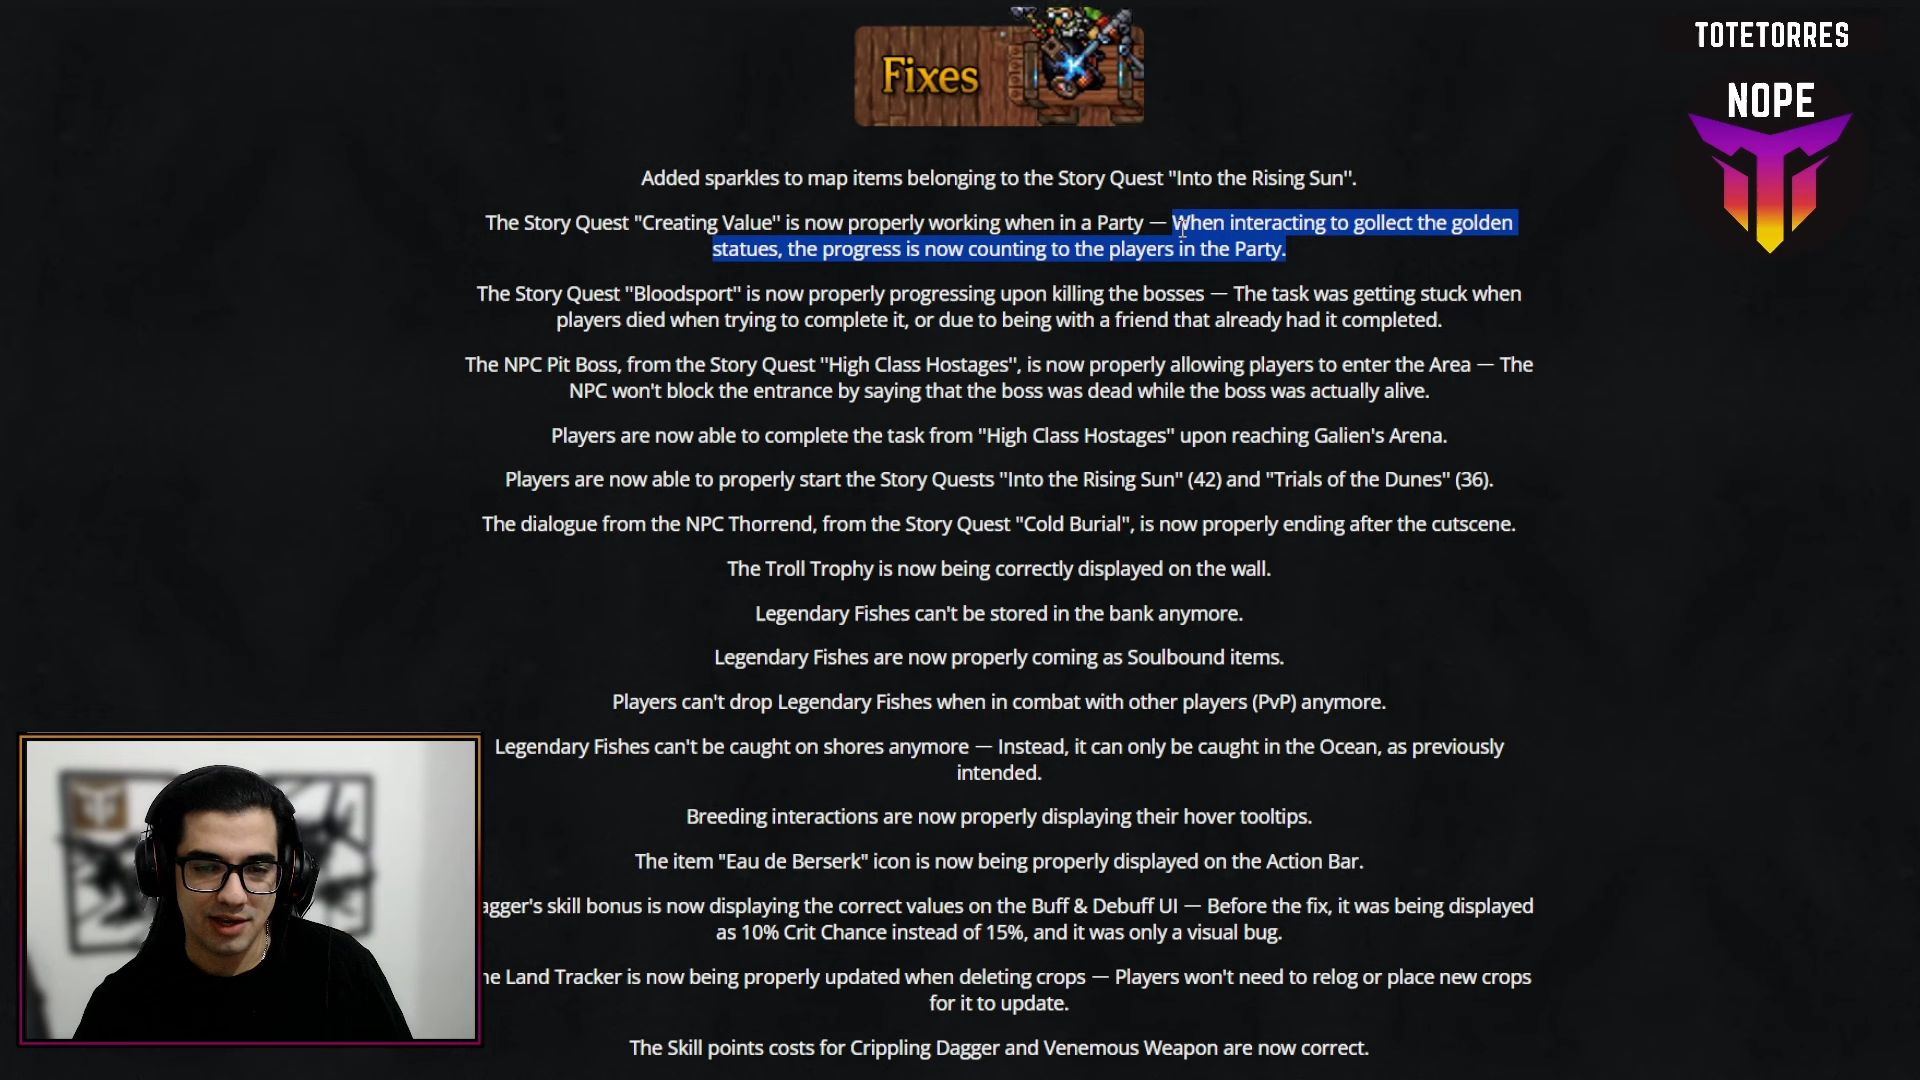 TOTETORRES
NOPE
Fixes
Added sparkles to map items belonging to the Story Quest "Into the Rising Sun".
The Story Quest "Creating Value" is now properly working when in a Party — When interacting to gollect the golden
statues, the progress is now counting to the players in the Party.
The Story Quest "Bloodsport" is now properly progressing upon killing the bosses — The task was getting stuck when
players died when trying to complete it, or due to being with a friend that already had it completed.
The NPC Pit Boss, from the Story Quest "High Class Hostages", is now properly allowing players to enter the Area — The
NPC won't block the entrance by saying that the boss was dead while the boss was actually alive.
Players are now able to complete the task from "High Class Hostages" upon reaching Galien's Arena.
Players are now able to properly start the Story Quests "Into the Rising Sun" (42) and "Trials of the Dunes" (36).
The dialogue from the NPC Thorrend, from the Story Quest "Cold Burial", is now properly ending after the cutscene.
The Troll Trophy is now being correctly displayed on the wall.
Legendary Fishes can't be stored in the bank anymore.
Legendary Fishes are now properly coming as Soulbound items.
Players can't drop Legendary Fishes when in combat with other players (PvP) anymore.
Legendary Fishes can't be caught on shores anymore — Instead, it can only be caught in the Ocean, as previously
intended.
Breeding interactions are now properly displaying their hover tooltips.
The item "Eau de Berserk" icon is now being properly displayed on the Action Bar.
agger's skill bonus is now displaying the correct values on the Buff & Debuff UI — Before the fix, it was being displayed
as 10% Crit Chance instead of 15%, and it was only a visual bug.
he Land Tracker is now being properly updated when deleting crops — Players won't need to relog or place new crops
for it to update.
The Skill points costs for Crippling Dagger and Venemous Weapon are now correct.